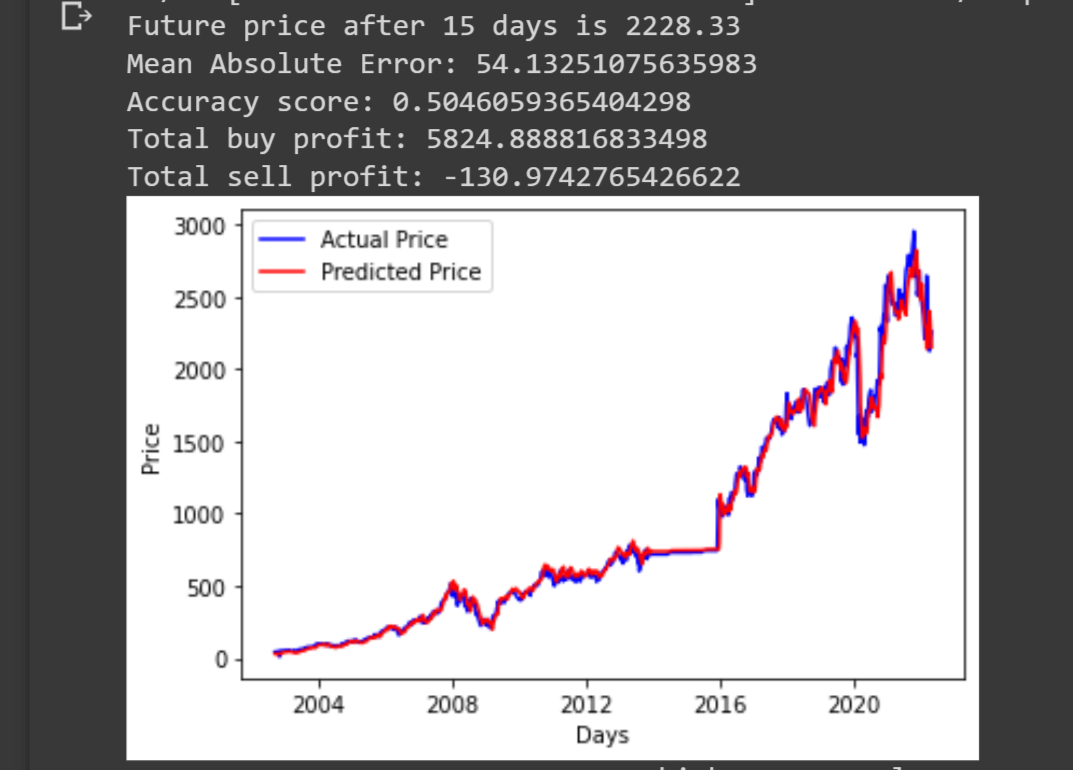 Future price after 15 days is 2228.33
Mean Absolute Error: 54.13251075635983
Accuracy score: 0.5046059365404298
Total buy profit: 5824.888816833498
Total sell profit: -130.9742765426622
Actual Price
Predicted Price
3000
2500
2000
1500
1000
500
0
Price
2004 2008 2012 2016 2020
Days